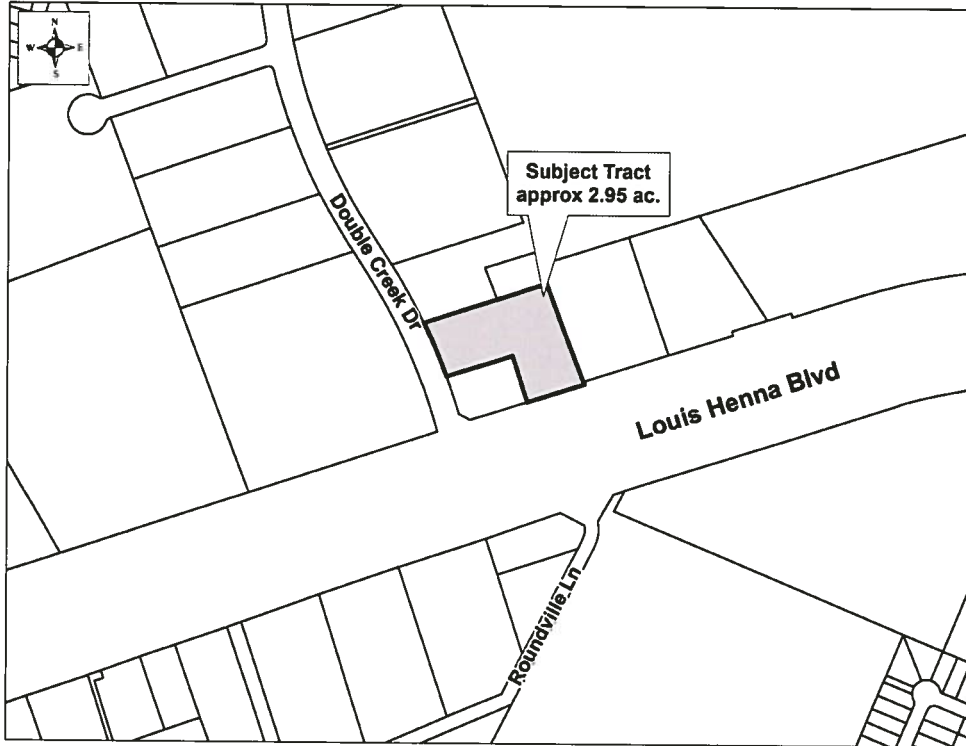 N
W E
S
Subject Tract
approx 2.95 ac.
Double Creek Dr
Louis Henna Blvd
Roundville Ln